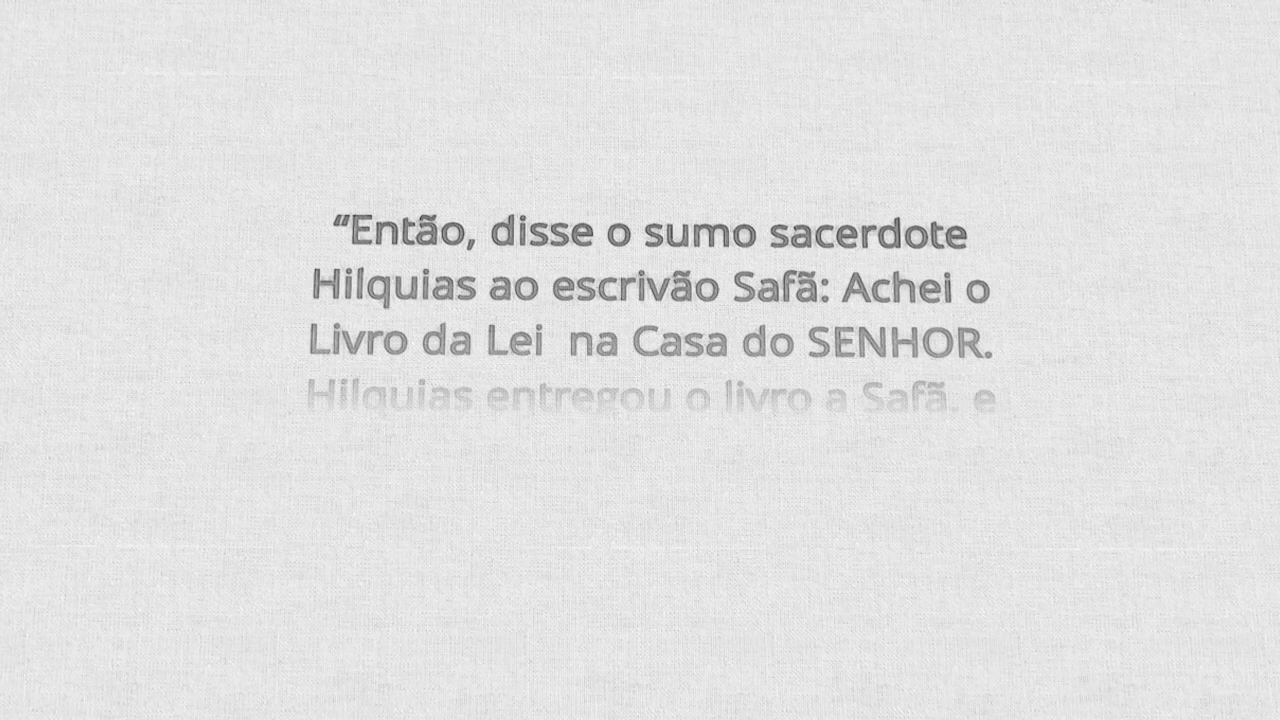 “Então, disse o sumo sacerdote
Hilquias ao escrivão Safã: Achei o
Livro da Lei  na Casa do SENHOR.
Hilquias entregou o livro a Safã, e